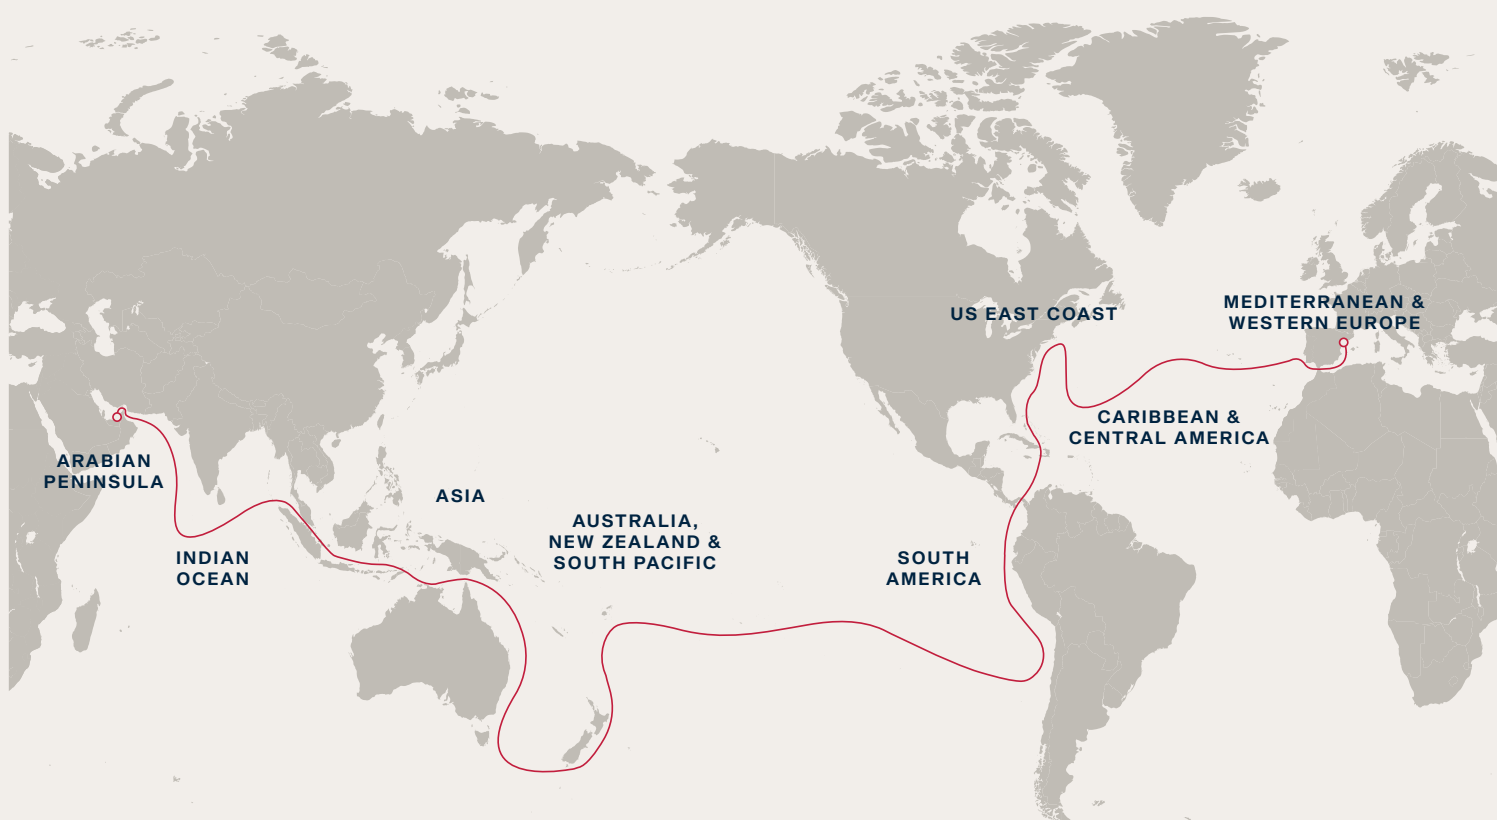 US EAST COAST
MEDITERRANEAN &
WESTERN EUROPE
CARIBBEAN &
CENTRAL AMERICA
ARABIAN
PENINSULA
ASIA
AUSTRALIA,
NEW ZEALAND &
SOUTH PACIFIC
INDIAN
OCEAN
SOUTH
AMERICA